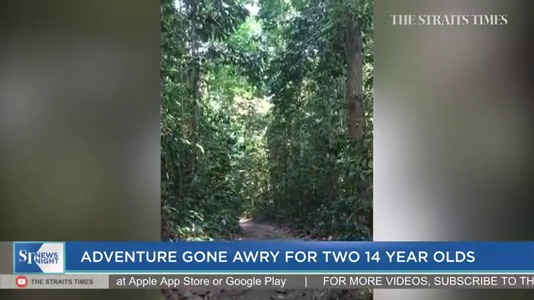 THE STRAITS TIMES
ST NEWS NIGHT
ADVENTURE GONE AWRY FOR TWO 14 YEAR OLDS
THE STRAITS TIMES
at Apple App Store or Google Play | FOR MORE VIDEOS, SUBSCRIBE TO TH